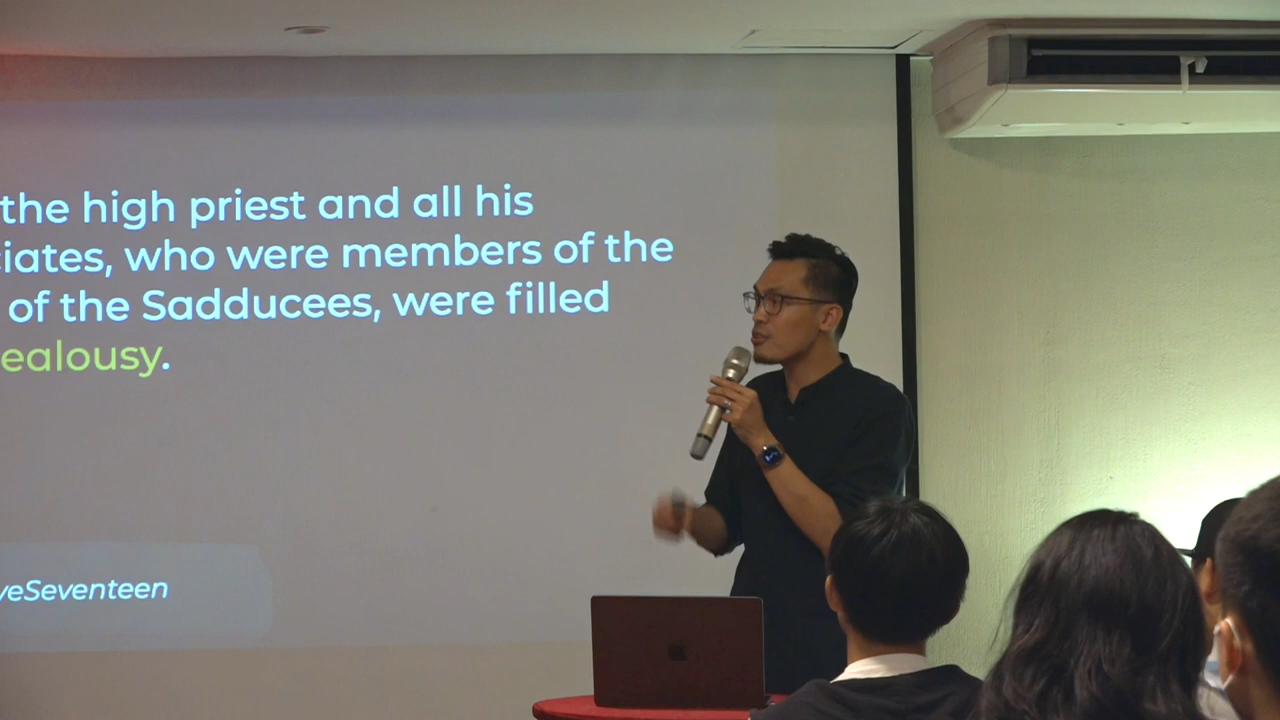 the high priest and all his
ciates, who were members of the
of the Sadducees, were filled
ealousy.
veSeventeen